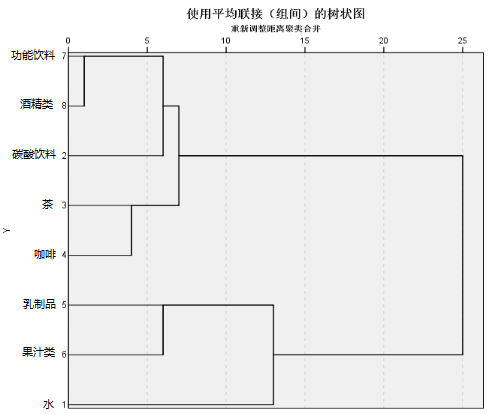 使用平均联接（组间）的树状图
重新调整距离聚类合并
0 5 10 15 20 25
功能饮料 7
酒精类 8
碳酸饮料 2
茶 3
Y
咖啡 4
乳制品 5
果汁类 6
水 1